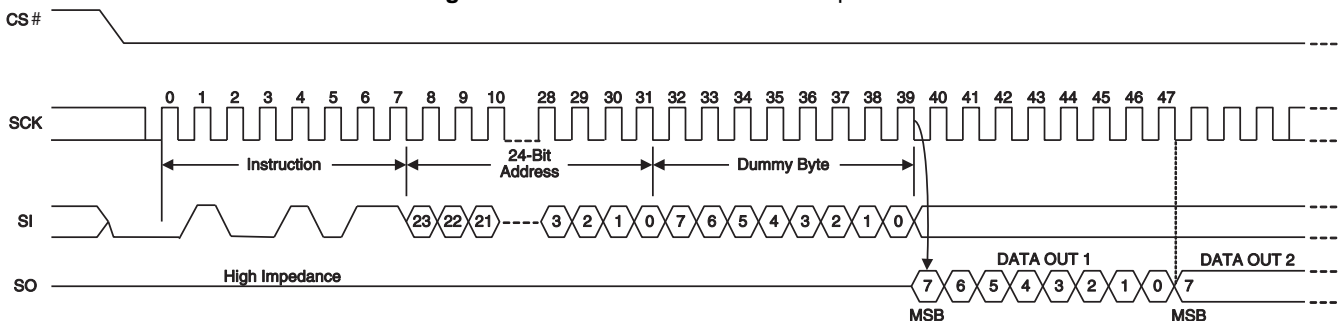 CS#
0 1 2 3 4 5 6 7 8 9 10 28 29 30 31 32 33 34 35 36 37 38 39 40 41 42 43 44 45 46 47
SCK
Instruction
24-Bit
Address
Dummy Byte
SI
23 22 21 3 2 1 0 7 6 5 4 3 2 1 0
DATA OUT 1
DATA OUT 2
High Impedance
SO
7 6 5 4 3 2 1 0 7
MSB
MSB